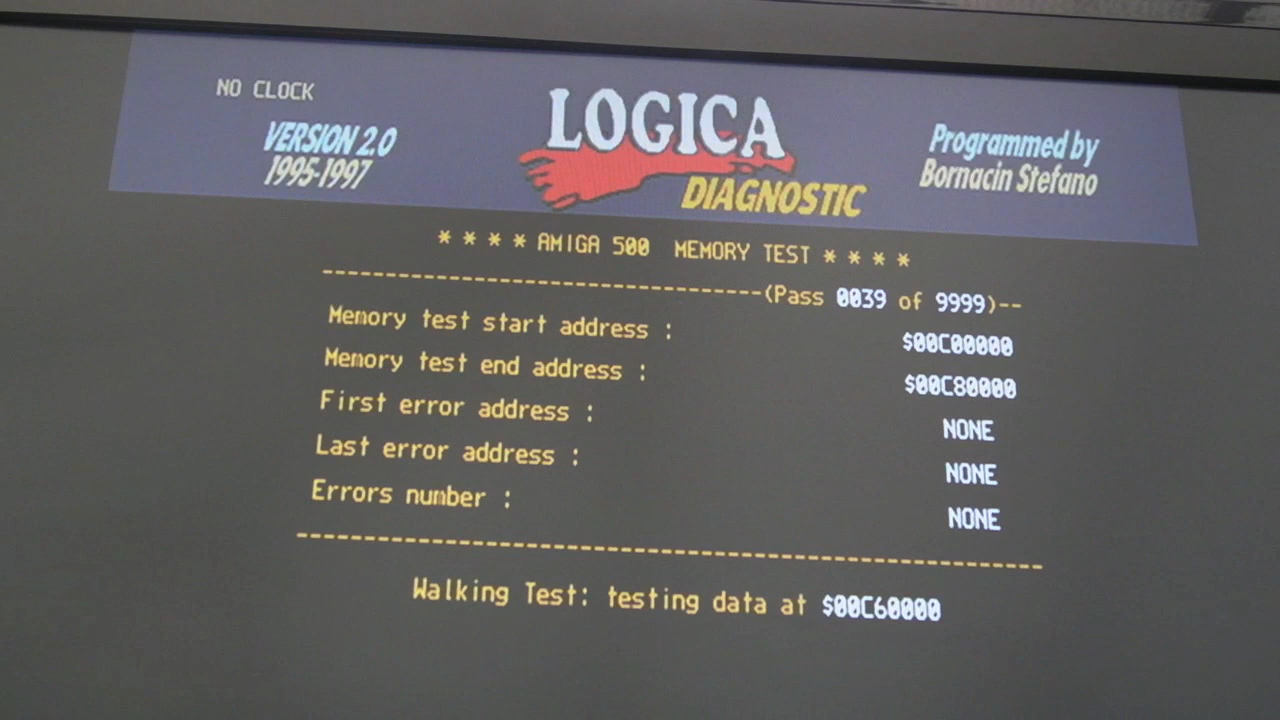 NO CLOCK
VERSION 2.0
1995-1997
LOGICA
DIAGNOSTIC
Programmed by
Bornacin Stefano
* * * * AMIGA 500 MEMORY TEST * * * *
---------------------------------(Pass 0039 of 9999)--
Memory test start address : $00C00000
Memory test end address : $00C80000
First error address : NONE
Last error address : NONE
Errors number : NONE
--------------------------------------------------------
Walking Test: testing data at $00C60000